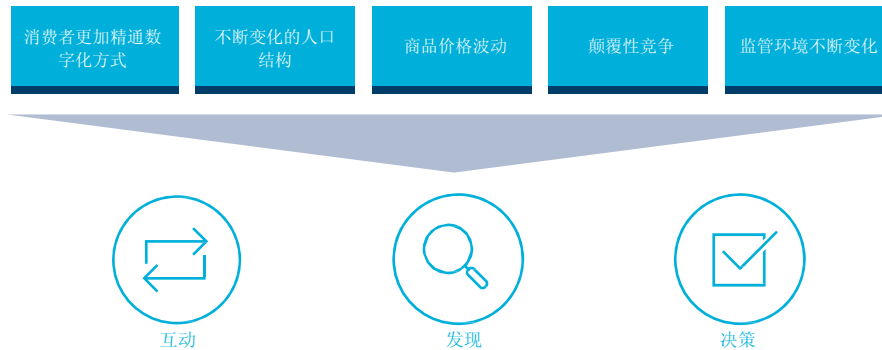 消费者更加精通数
字化方式
不断变化的人口
结构
商品价格波动
颠覆性竞争
监管环境不断变化
互动
发现
决策